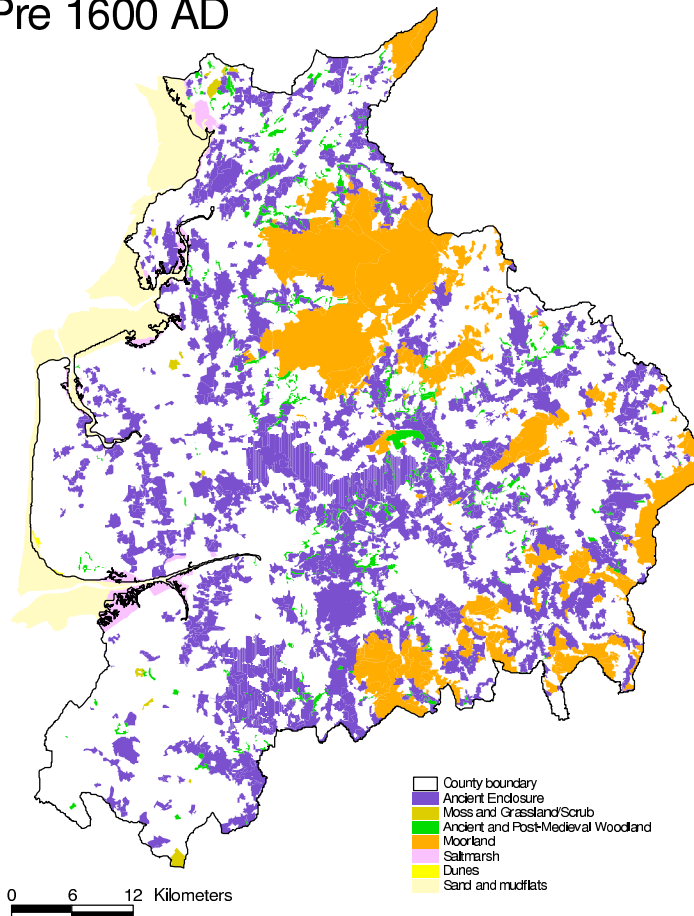 Pre 1600 AD
County boundary
Ancient Enclosure
Moss and Grassland/Scrub
Ancient and Post-Medieval Woodland
Moorland
Saltmarsh
Dunes
Sand and mudflats
0 6 12 Kilometers